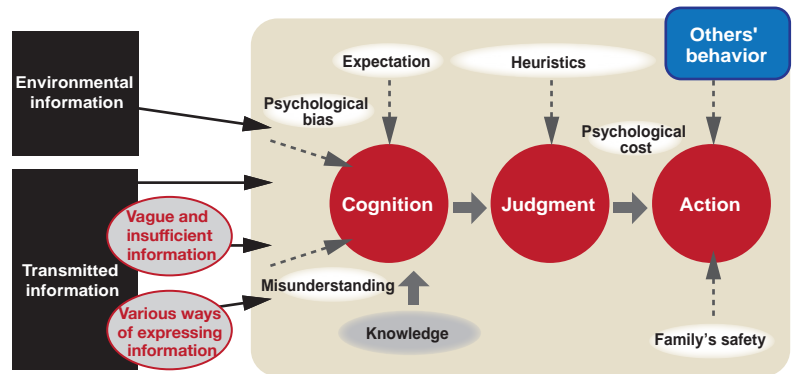 Others'
behavior
Expectation
Heuristics
Environmental
information
Psychological
bias
Psychological
cost
Cognition
Judgment
Action
Vague and
insufficient
information
Transmitted
information
Misunderstanding
Various ways
of expressing
information
Knowledge
Family's safety